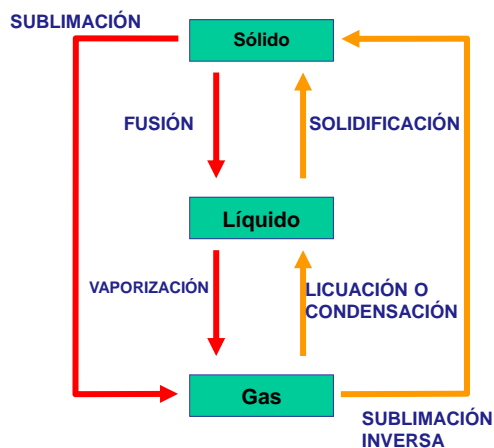 SUBLIMACIÓN
Sólido
FUSIÓN
SOLIDIFICACIÓN
Líquido
VAPORIZACIÓN
LICUACIÓN O
CONDENSACIÓN
Gas
SUBLIMACIÓN
INVERSA